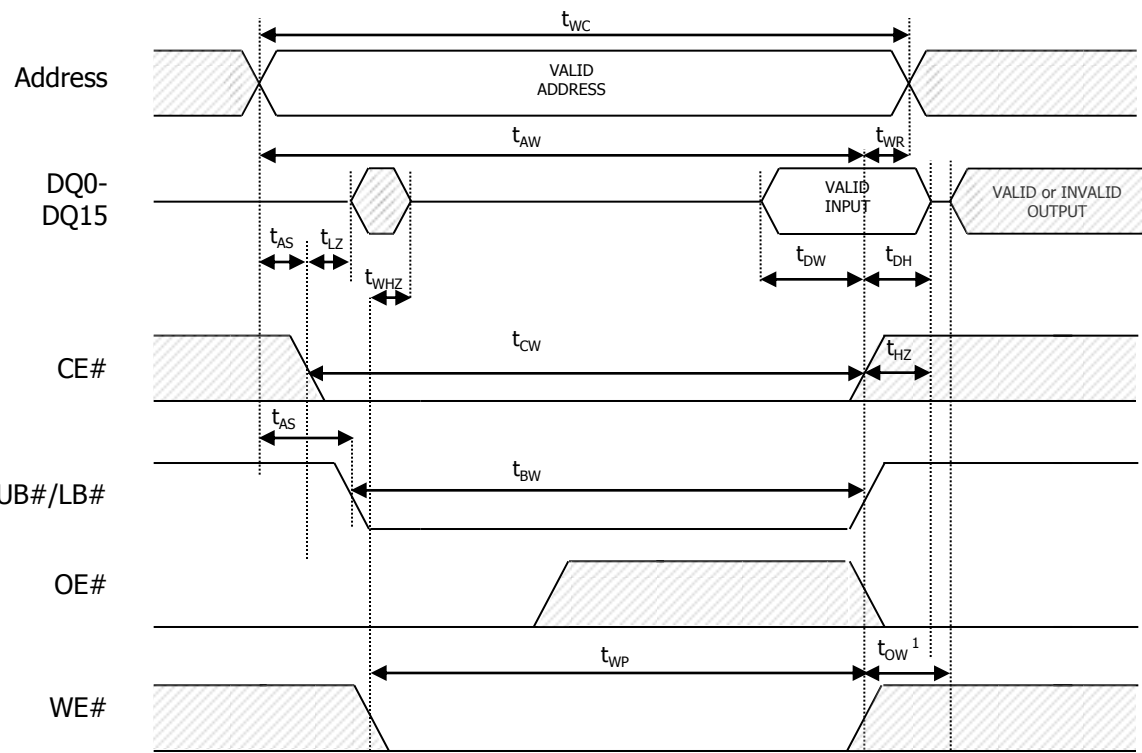 tWC
Address
VALID
ADDRESS
tAW
tWR
DQ0-
DQ15
VALID
INPUT
VALID or INVALID
OUTPUT
tAS
tLZ
tDW
tDH
tWHZ
tCW
tHZ
CE#
tAS
tBW
UB#/LB#
OE#
tWP
tOW 1
WE#